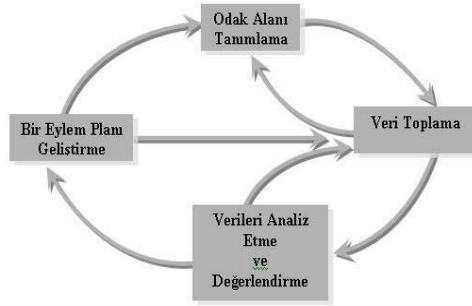 Odak Alanı
Tanımlama
Veri Toplama
Bir Eylem Planı
Geliştirme
Verileri Analiz
Etme
ve
Değerlendirme